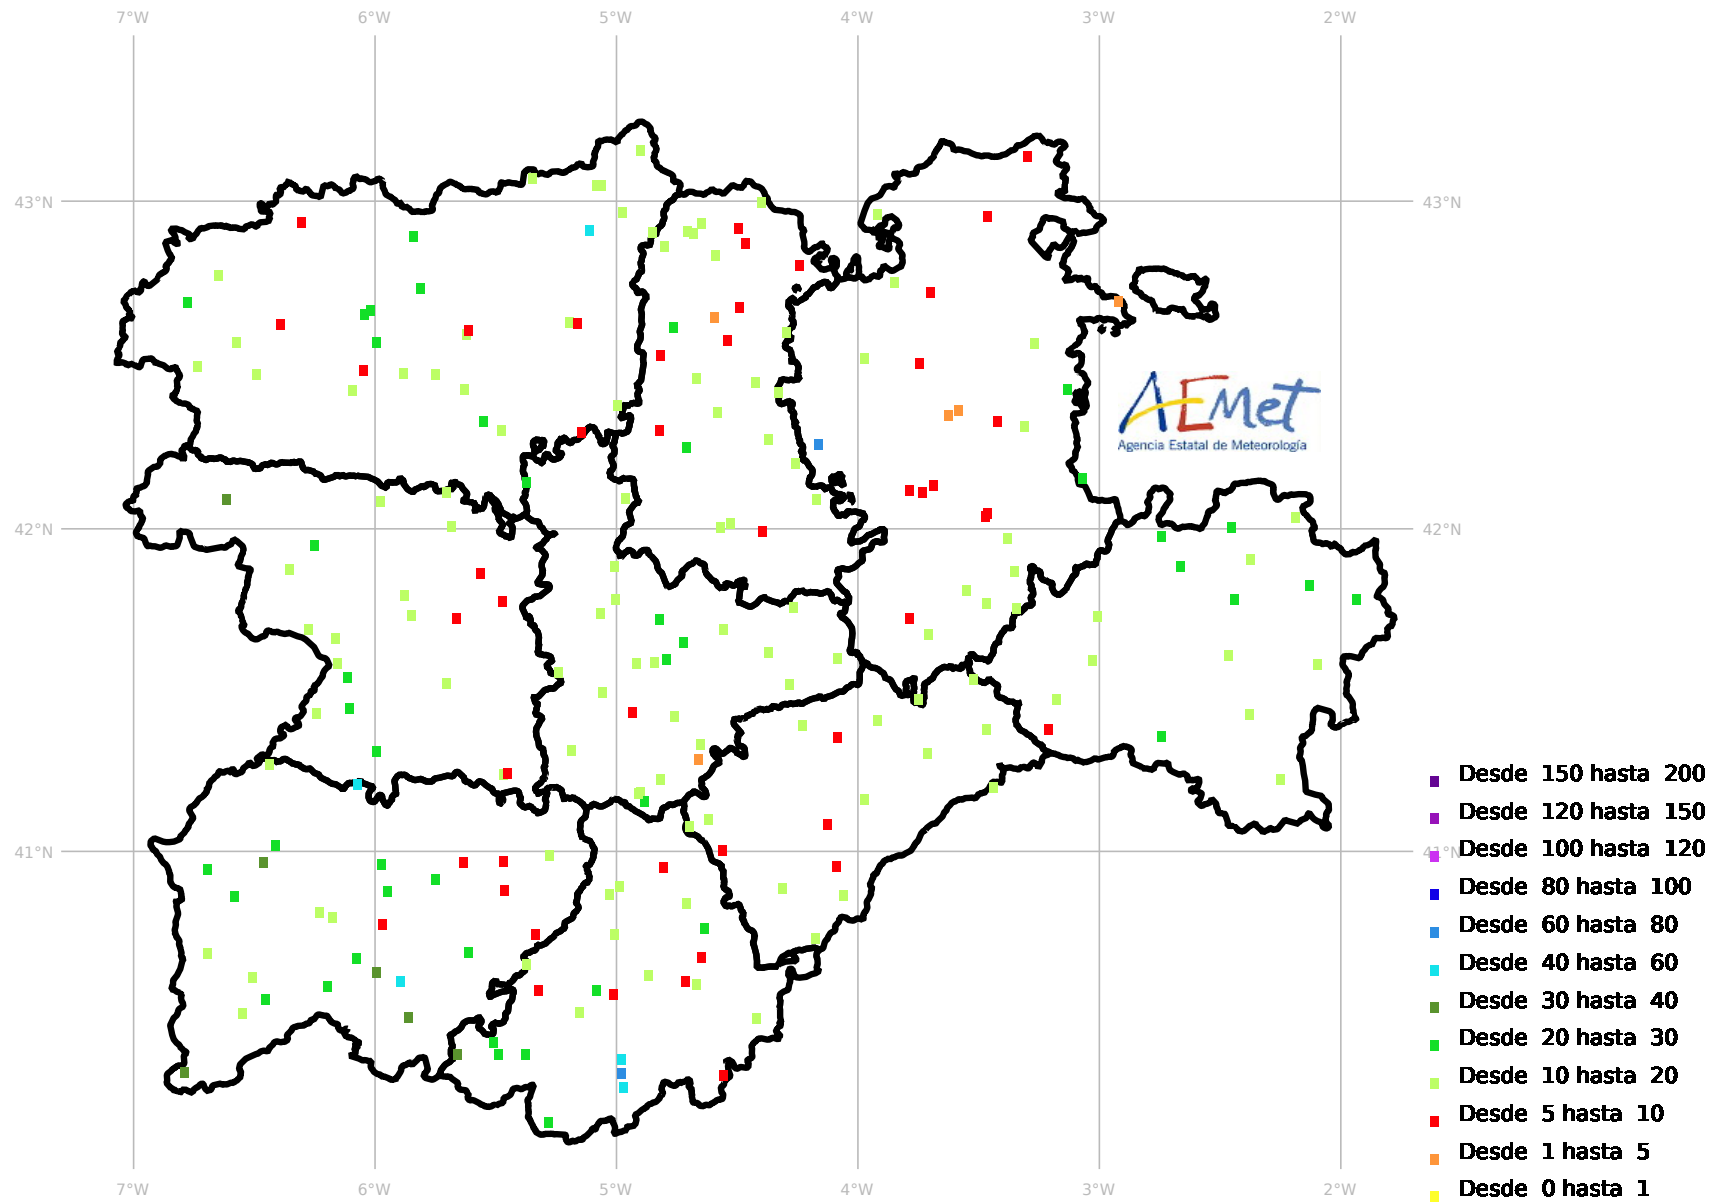 7°W 6°W 5°W 4°W 3°W 2°W
43°N 43°N
AEMet
Agencia Estatal de Meteorología
42°N 42°N
Desde 150 hasta 200
Desde 120 hasta 150
41°N 41°N
Desde 100 hasta 120
Desde 80 hasta 100
Desde 60 hasta 80
Desde 40 hasta 60
Desde 30 hasta 40
Desde 20 hasta 30
Desde 10 hasta 20
Desde 5 hasta 10
Desde 1 hasta 5
Desde 0 hasta 1
7°W 6°W 5°W 4°W 3°W 2°W